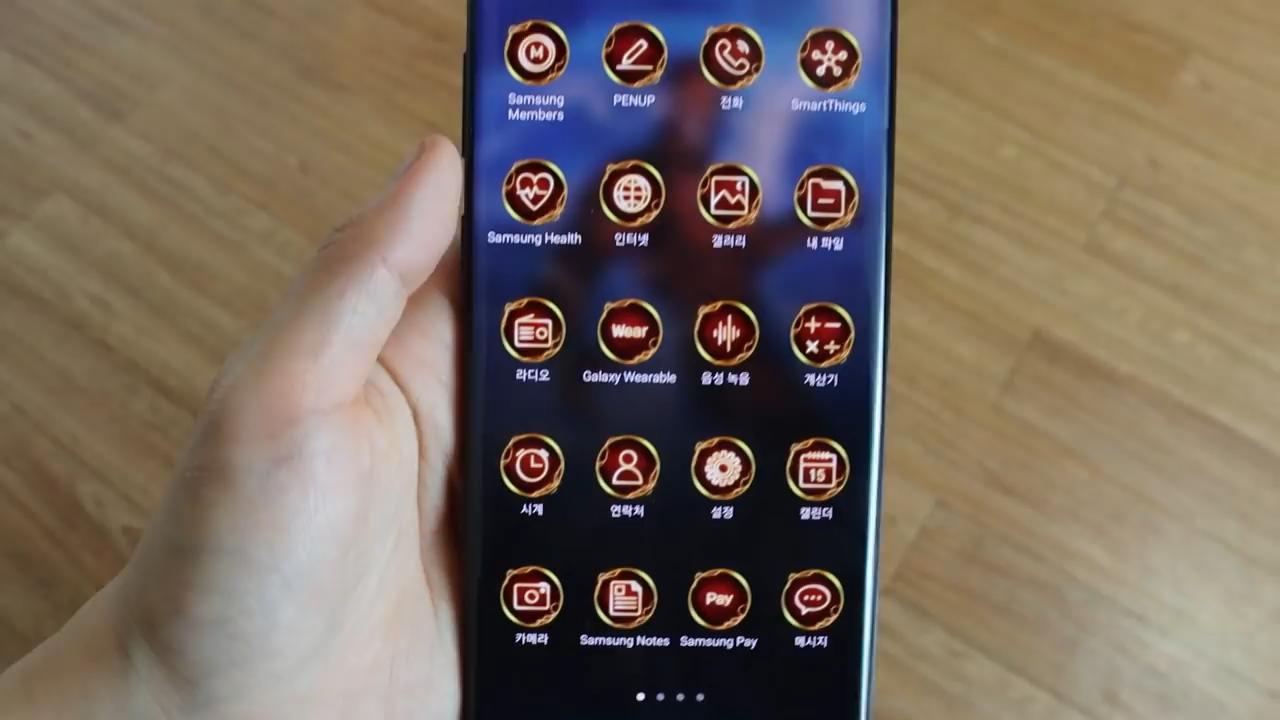 M
Samsung
Members
PENUP
전화
SmartThings
Samsung Health
인터넷
갤러리
내 파일
라디오
Wear
Galaxy Wearable
음성 녹음
계산기
시계
연락처
설정
15
캘린더
카메라
Samsung Notes
Pay
Samsung Pay
메시지